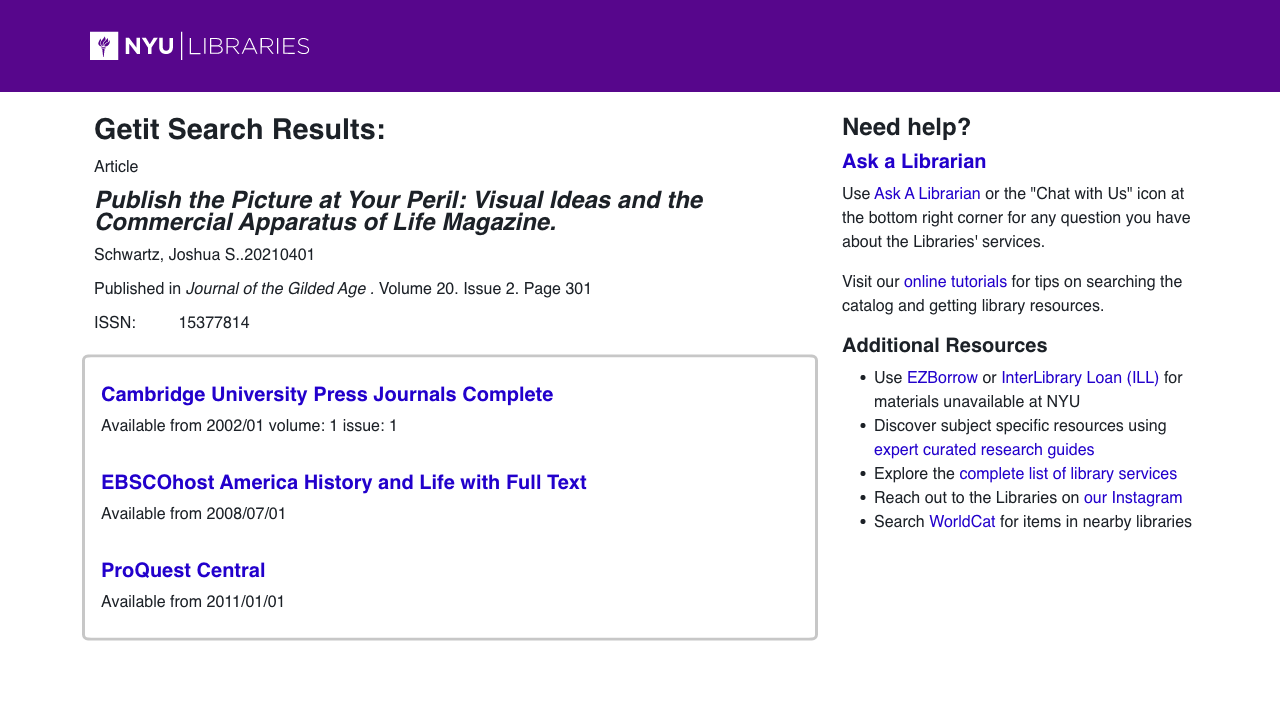 NYU LIBRARIES
Getit Search Results:
Article
Publish the Picture at Your Peril: Visual Ideas and the
Commercial Apparatus of Life Magazine.
Schwartz, Joshua S..20210401
Published in Journal of the Gilded Age . Volume 20. Issue 2. Page 301
ISSN: 15377814
Cambridge University Press Journals Complete
Available from 2002/01 volume: 1 issue: 1
EBSCOhost America History and Life with Full Text
Available from 2008/07/01
ProQuest Central
Available from 2011/01/01
Need help?
Ask a Librarian
Use Ask A Librarian or the "Chat with Us" icon at
the bottom right corner for any question you have
about the Libraries' services.
Visit our online tutorials for tips on searching the
catalog and getting library resources.
Additional Resources
• Use EZBorrow or InterLibrary Loan (ILL) for
materials unavailable at NYU
• Discover subject specific resources using
expert curated research guides
• Explore the complete list of library services
• Reach out to the Libraries on our Instagram
• Search WorldCat for items in nearby libraries